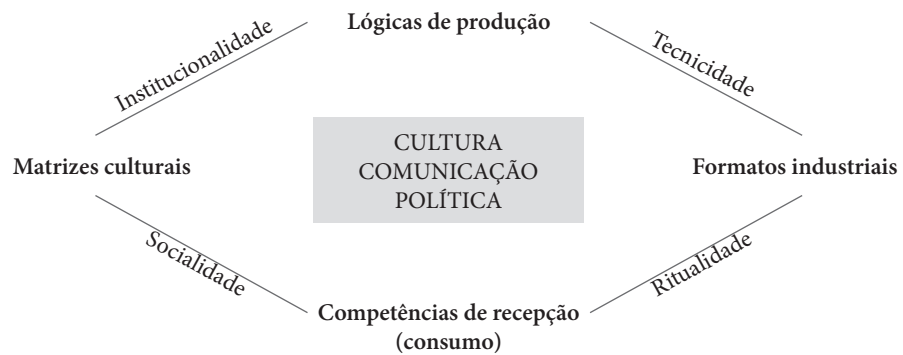 Lógicas de produção
Institucionalidade
Tecnicidade
CULTURA
COMUNICAÇÃO
POLÍTICA
Matrizes culturais
Formatos industriais
Socialidade
Ritualidade
Competências de recepção
(consumo)